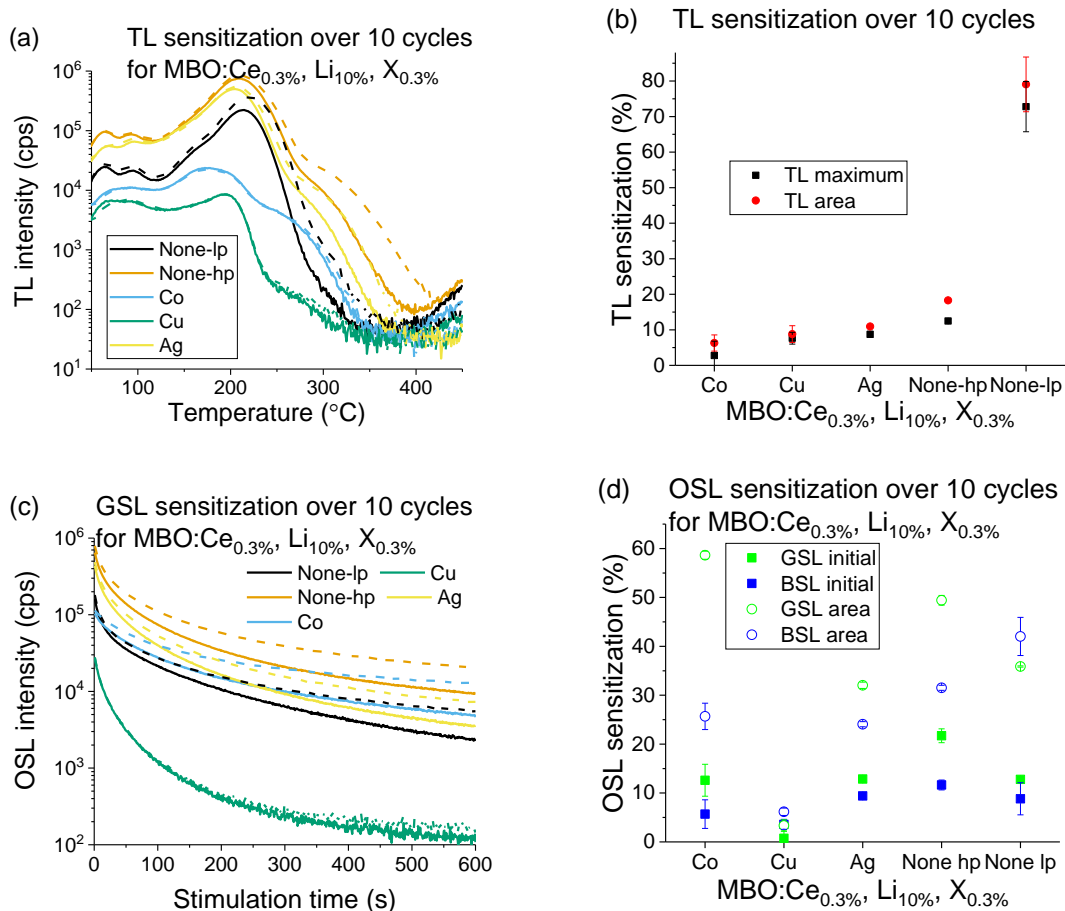 (a) TL sensitization over 10 cycles
for MBO:Ce0.3%, Li10%, X0.3%
10^6
10^5
10^4
10^3
10^2
10^1
TL intensity (cps)
None-lp
None-hp
Co
Cu
Ag
100 200 300 400
Temperature (°C)
(b) TL sensitization over 10 cycles
80
70
60
50
40
30
20
10
0
TL sensitization (%)
TL maximum
TL area
Co Cu Ag None-hp None-lp
MBO:Ce0.3%, Li10%, X0.3%
(c) GSL sensitization over 10 cycles
for MBO:Ce0.3%, Li10%, X0.3%
10^6
10^5
10^4
10^3
10^2
OSL intensity (cps)
None-lp Cu
None-hp Ag
Co
0 100 200 300 400 500 600
Stimulation time (s)
(d) OSL sensitization over 10 cycles
for MBO:Ce0.3%, Li10%, X0.3%
60
50
40
30
20
10
0
OSL sensitization (%)
GSL initial
BSL initial
GSL area
BSL area
Co Cu Ag None hp None lp
MBO:Ce0.3%, Li10%, X0.3%